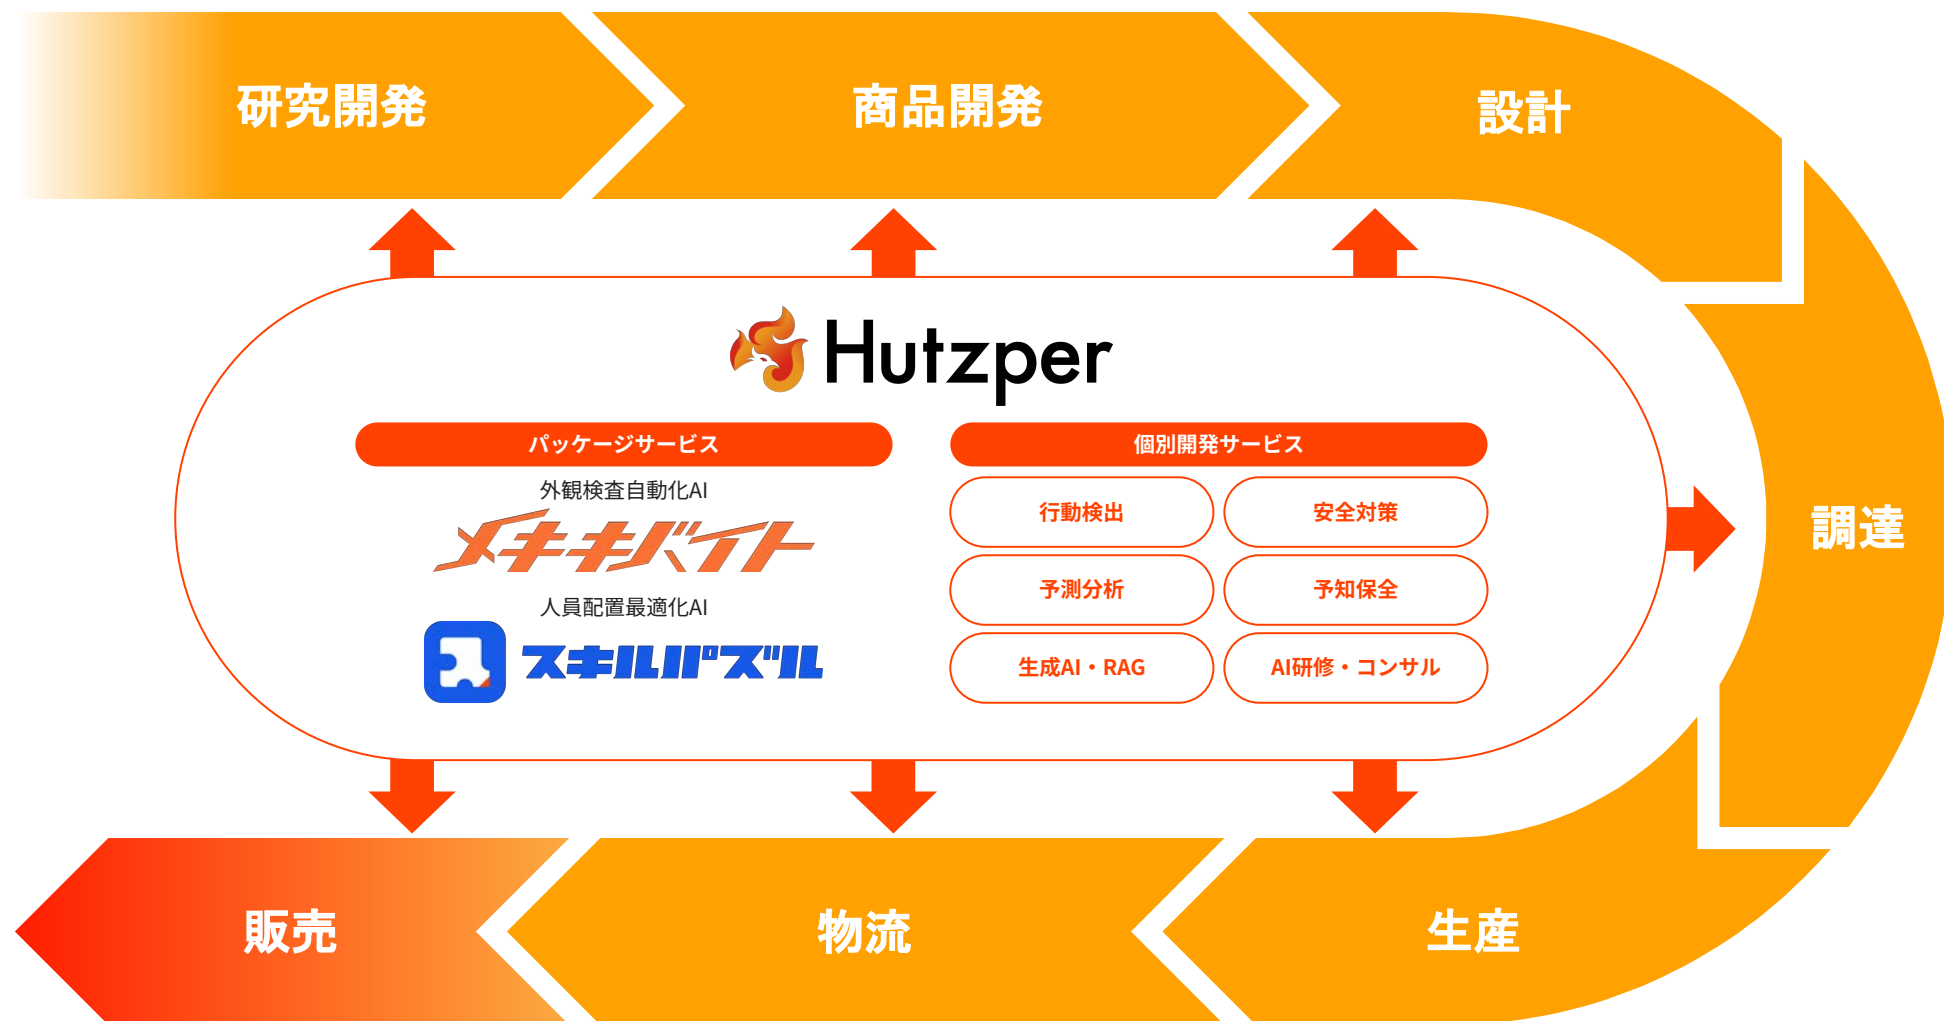 研究開発
商品開発
設計
調達
Hutzper
パッケージサービス
外観検査自動化AI
メキキバイト
人員配置最適化AI
スキルパズル
個別開発サービス
行動検出
安全対策
予測分析
予知保全
生成AI・RAG
AI研修・コンサル
販売
物流
生産